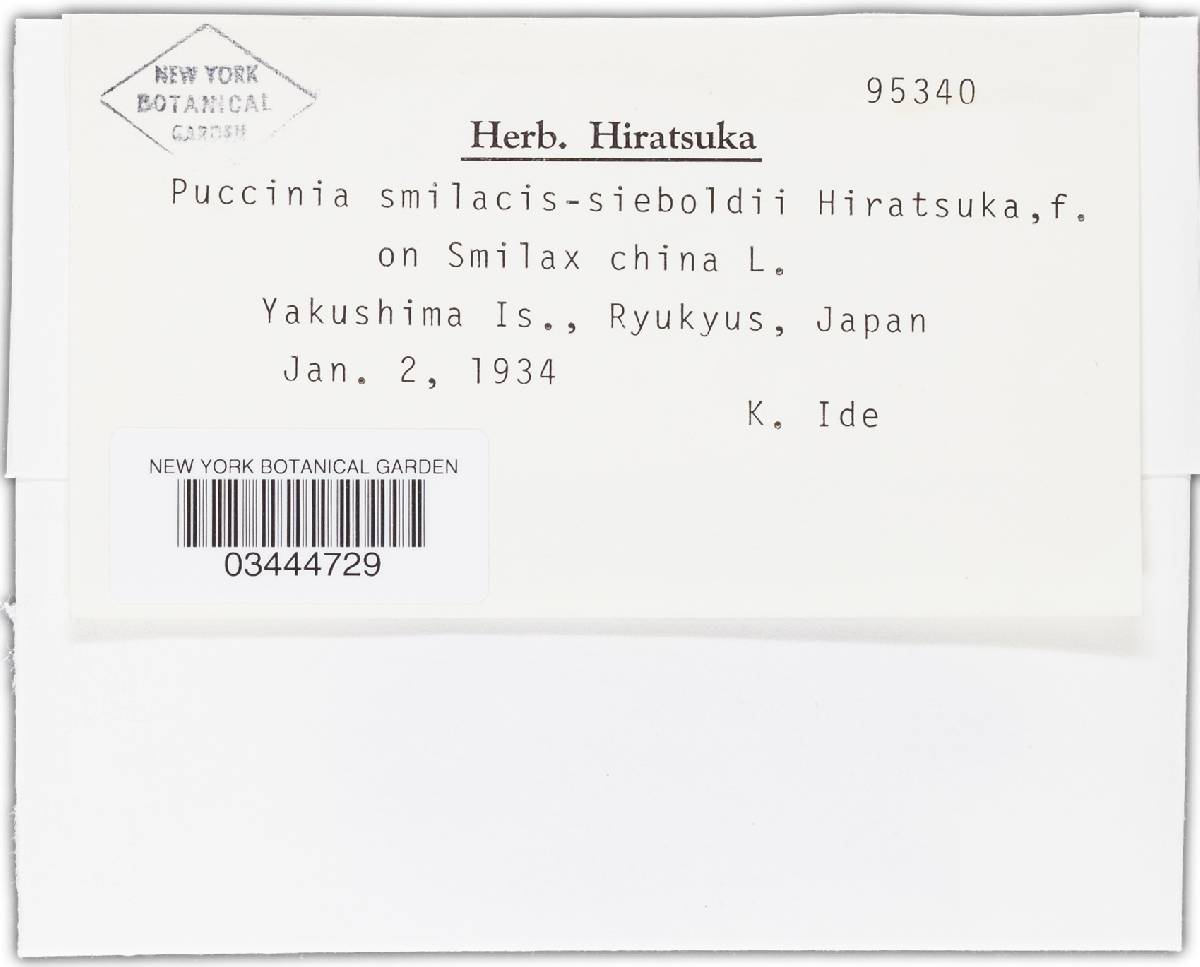 NEW YORK
BOTANICAL
GARDEN
95340
Herb. Hiratsuka
Puccinia smilacis-sieboldii Hiratsuka,f.
on Smilax china L.
Yakushima Is., Ryukyus, Japan
Jan. 2, 1934
K. Ide
NEW YORK BOTANICAL GARDEN
03444729